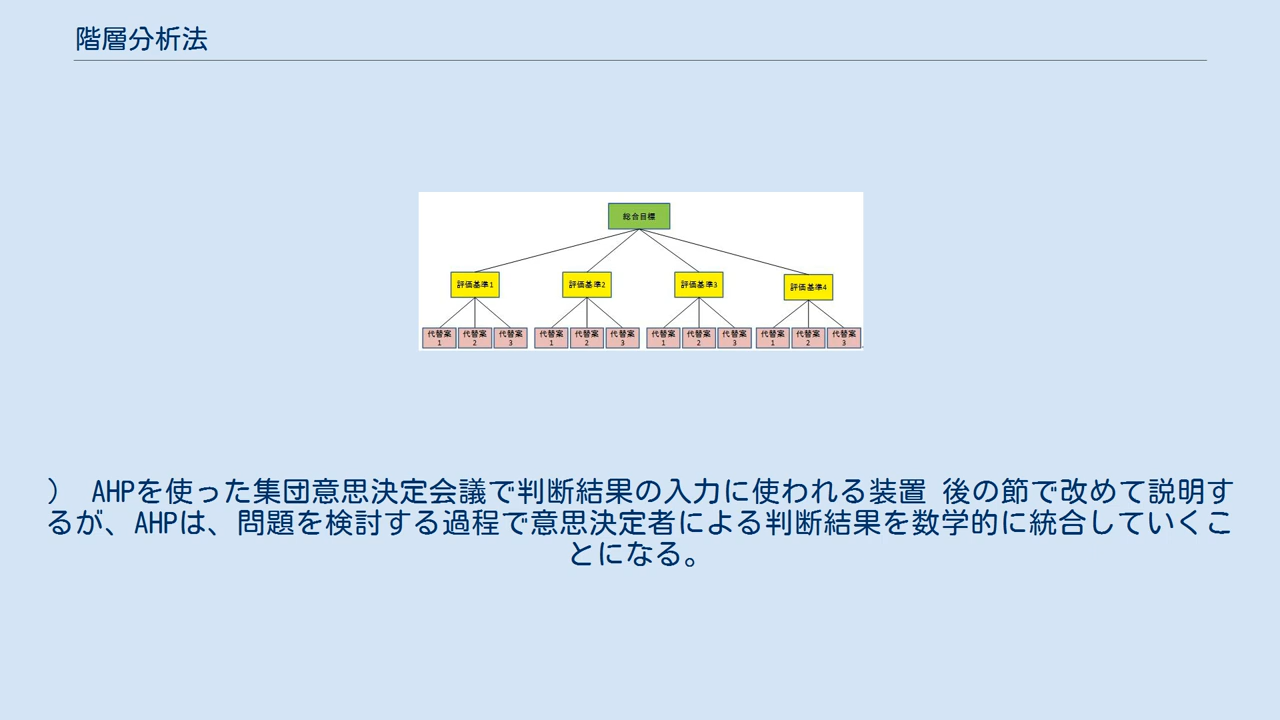 階層分析法
総合目標
評価基準1 評価基準2 評価基準3 評価基準4
代替案 代替案 代替案 代替案 代替案 代替案 代替案 代替案 代替案 代替案 代替案 代替案
1 2 3 1 2 3 1 2 3 1 2 3
） AHPを使った集団意思決定会議で判断結果の入力に使われる装置 後の節で改めて説明す
るが、AHPは、問題を検討する過程で意思決定者による判断結果を数学的に統合していくこ
とになる。